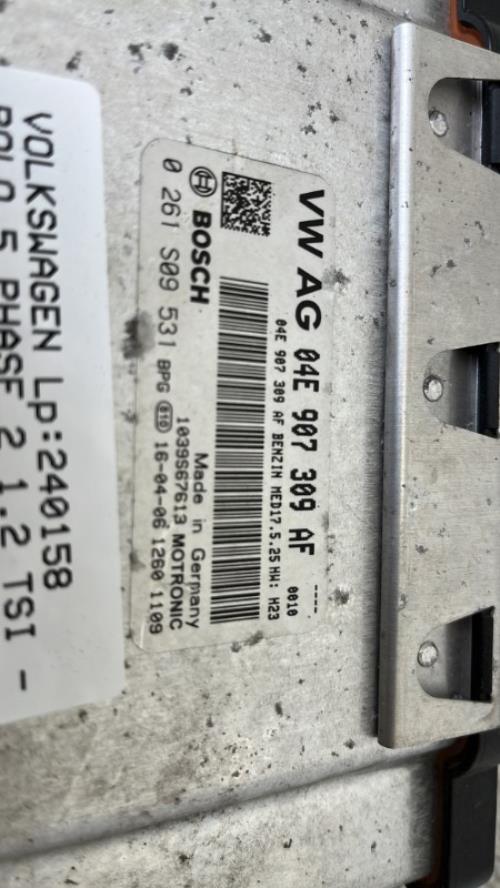 VW AG 04E 907 309 AF ----
0010
04E 907 309 AF BENZIN MED17.5.25 HW: H23
BOSCH
Made in Germany
1039S67613 MOTRONIC
0 261 S09 531 BPG 810 16-04-06 1260 1109
VOLKSWAGEN Lp:240158
POLO 5 PHASE 2 1.2 TSI -